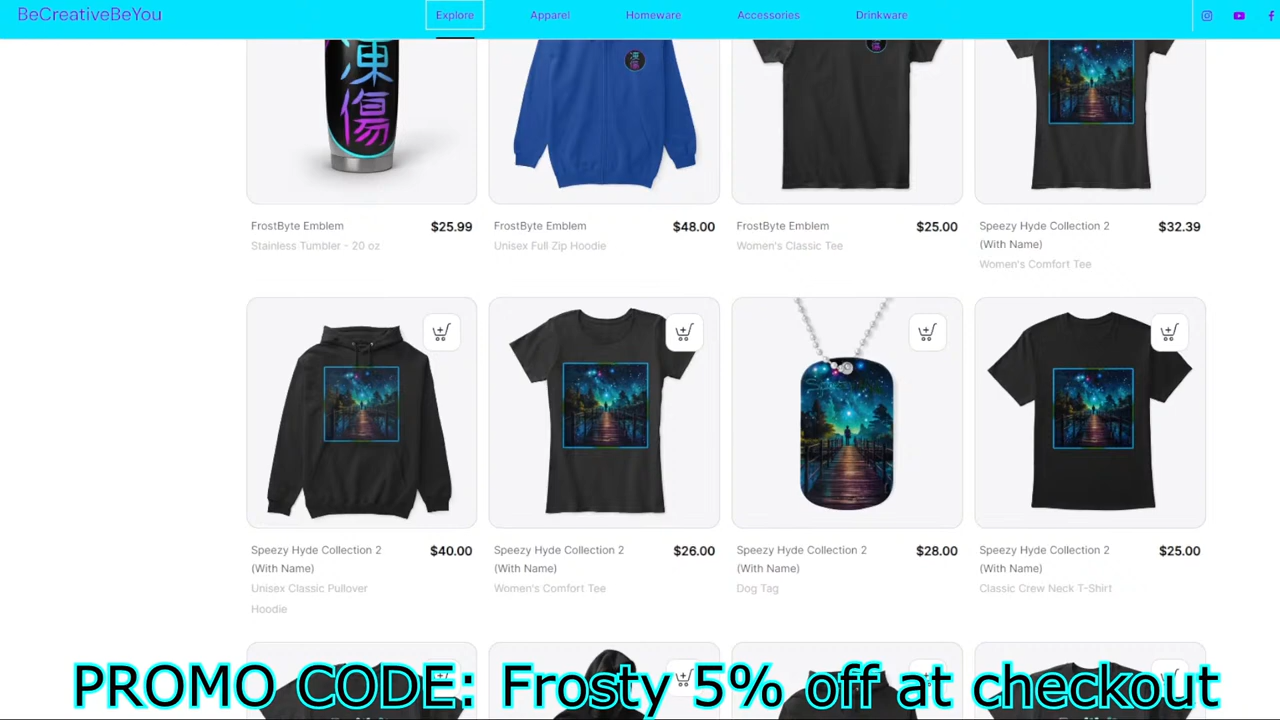 BeCreativeBeYou
Explore
Apparel
Homeware
Accessories
Drinkware
凍
傷
凍
傷
FrostByte Emblem
$25.99
Stainless Tumbler - 20 oz
FrostByte Emblem
$48.00
Unisex Full Zip Hoodie
FrostByte Emblem
$25.00
Women's Classic Tee
Speezy Hyde Collection 2
$32.39
(With Name)
Women's Comfort Tee
Speezy Hyde Collection 2
$40.00
(With Name)
Unisex Classic Pullover
Hoodie
Speezy Hyde Collection 2
$26.00
(With Name)
Women's Comfort Tee
Speezy Hyde Collection 2
$28.00
(With Name)
Dog Tag
Speezy Hyde Collection 2
$25.00
(With Name)
Classic Crew Neck T-Shirt
PROMO CODE: Frosty 5% off at checkout